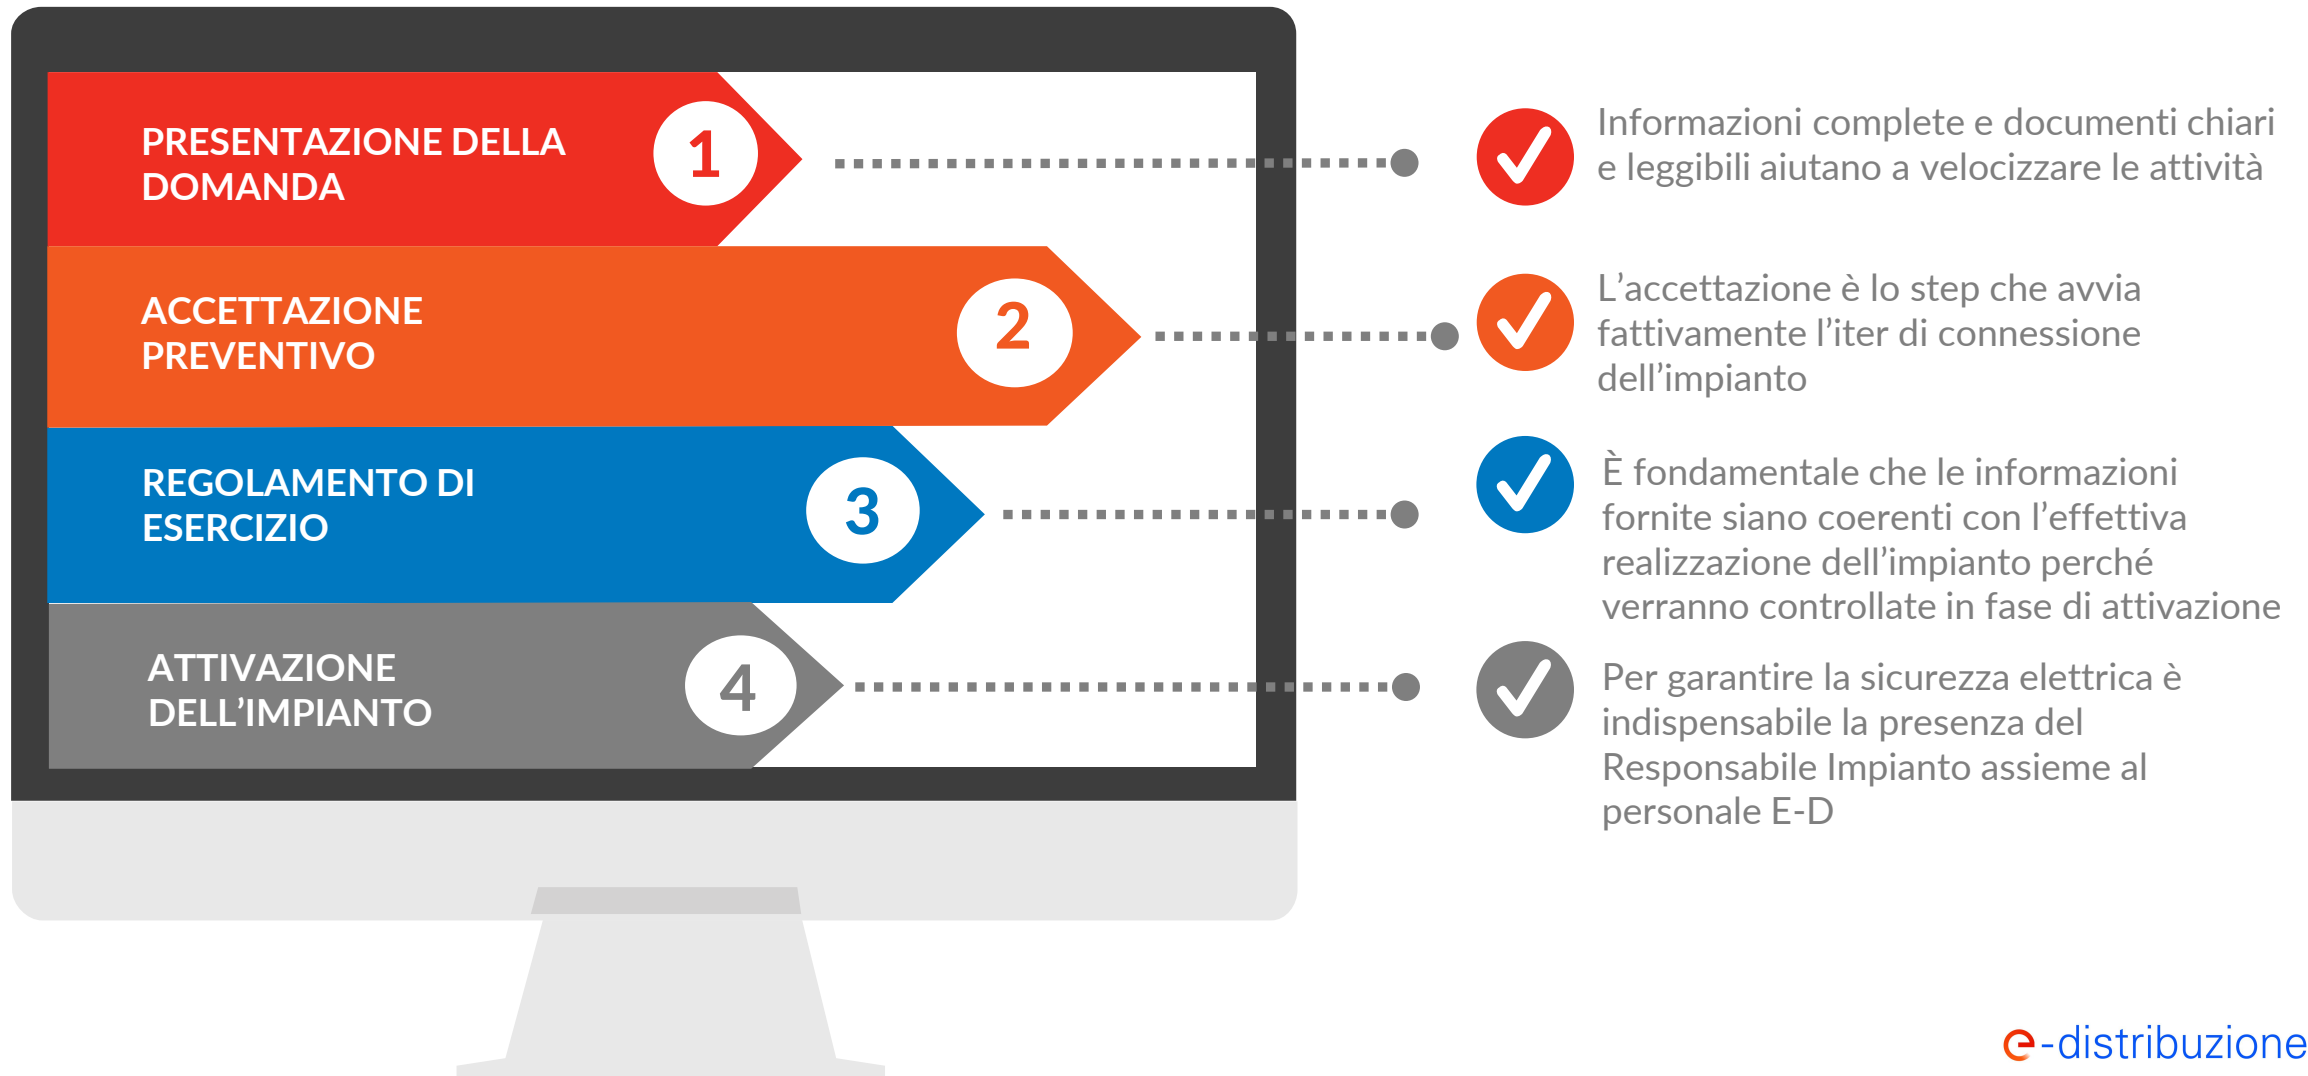 PRESENTAZIONE DELLA
DOMANDA
1
Informazioni complete e documenti chiari
e leggibili aiutano a velocizzare le attività
ACCETTAZIONE
PREVENTIVO
2
L’accettazione è lo step che avvia
fattivamente l’iter di connessione
dell’impianto
REGOLAMENTO DI
ESERCIZIO
3
È fondamentale che le informazioni
fornite siano coerenti con l’effettiva
realizzazione dell’impianto perché
verranno controllate in fase di attivazione
ATTIVAZIONE
DELL’IMPIANTO
4
Per garantire la sicurezza elettrica è
indispensabile la presenza del
Responsabile Impianto assieme al
personale E-D
e-distribuzione